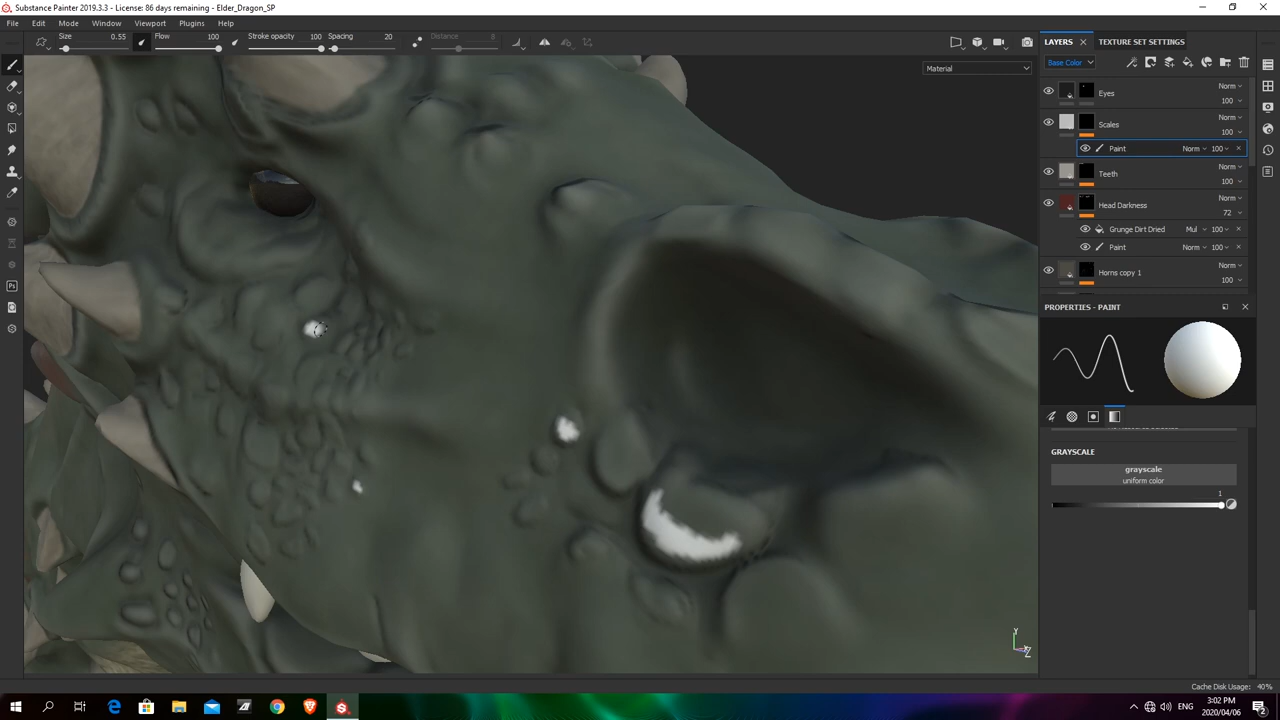 Substance Painter 2019.3.3 - License: 86 days remaining - Elder_Dragon_SP
File Edit Mode Window Viewport Plugins Help
Size 0.55 Flow 100 Stroke opacity 100 Spacing 20 Distance 8
Material
LAYERS TEXTURE SET SETTINGS
Base Color
Eyes Norm 100
Scales Norm 100
Paint Norm 100
Teeth Norm 100
Head Darkness Norm 72
Grunge Dirt Dried Mul 100
Paint Norm 100
Horns copy 1 Norm 100
PROPERTIES - PAINT
GRAYSCALE
grayscale
uniform color
1
Ps
Y
Z
Cache Disk Usage: 40%
ENG
3:02 PM
2020/04/06
2